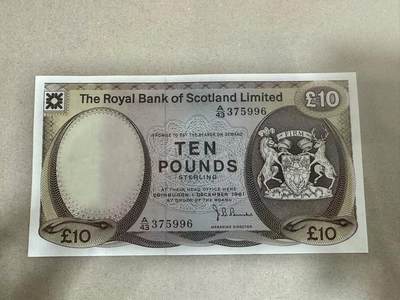 The Royal Bank of Scotland Limited
£10
A/43 375996
I PROMISE TO PAY THE BEARER ON DEMAND
TEN
POUNDS
STERLING
FIRM
AT THEIR HEAD OFFICE HERE
EDINBURGH 1 DECEMBER 1981
BY ORDER OF THE BOARD
A/43 375996
MANAGING DIRECTOR
£10
£10